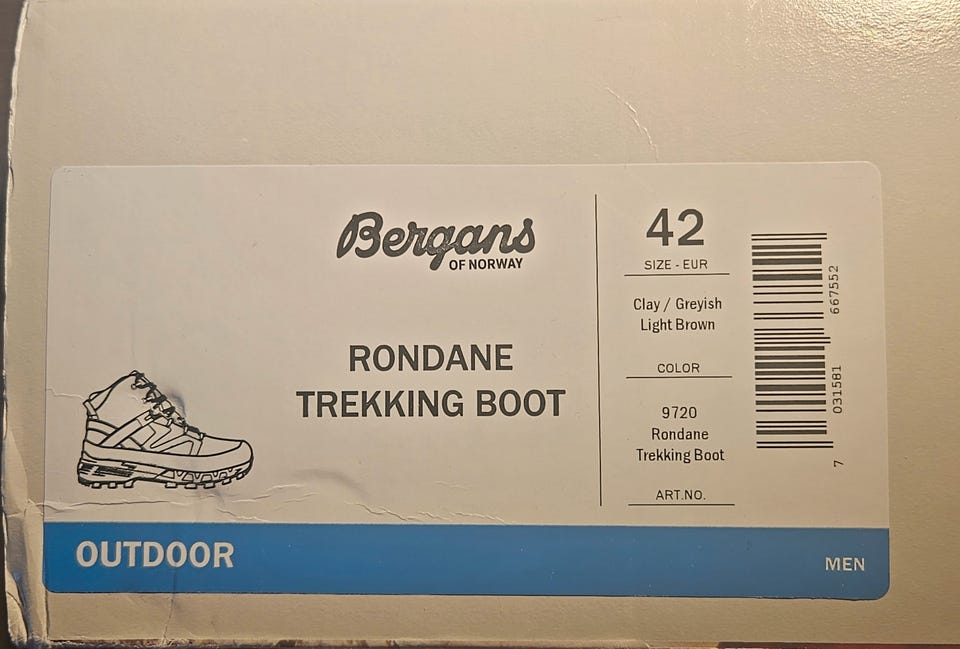 Bergans
OF NORWAY
RONDANE
TREKKING BOOT
42
SIZE - EUR
Clay / Greyish
Light Brown
COLOR
9720
Rondane
Trekking Boot
ART.NO.
7 031581 667552
OUTDOOR
MEN